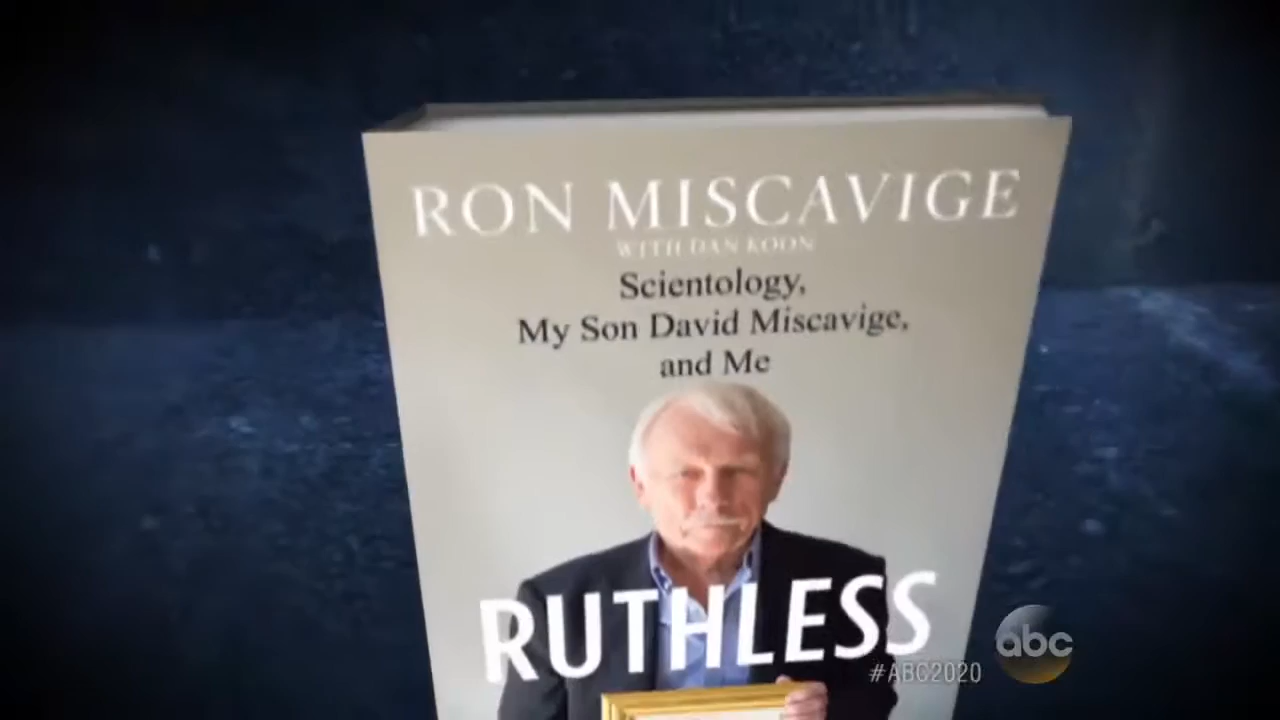 RON MISCAVIGE
WITH DAN KOON
Scientology,
My Son David Miscavige,
and Me
RUTHLESS
abc
#ABC2020